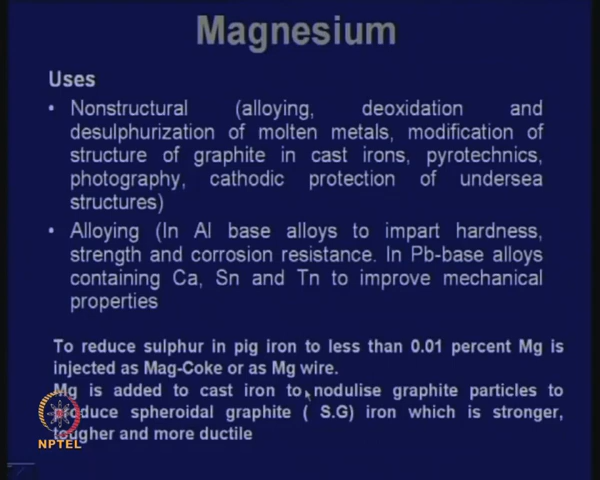 Magnesium
Uses
• Nonstructural (alloying, deoxidation and
desulphurization of molten metals, modification of
structure of graphite in cast irons, pyrotechnics,
photography, cathodic protection of undersea
structures)
• Alloying (In Al base alloys to impart hardness,
strength and corrosion resistance. In Pb-base alloys
containing Ca, Sn and Tn to improve mechanical
properties
To reduce sulphur in pig iron to less than 0.01 percent Mg is
injected as Mag-Coke or as Mg wire.
Mg is added to cast iron to nodulise graphite particles to
produce spheroidal graphite ( S.G) iron which is stronger,
tougher and more ductile
NPTEL